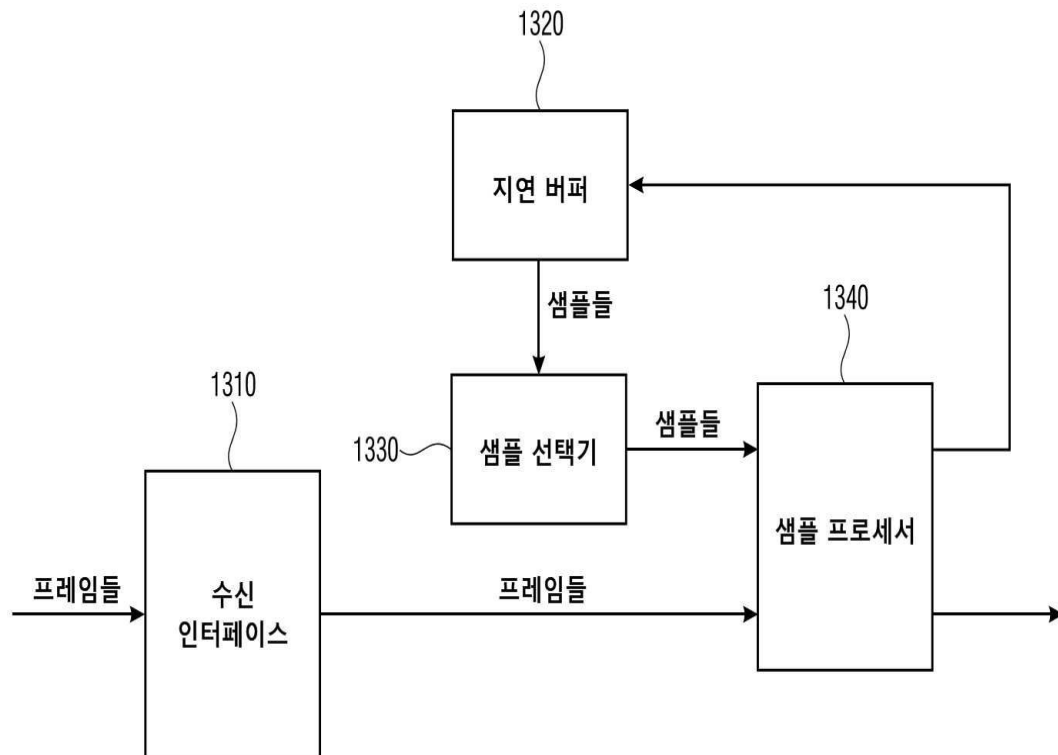 1320
지연 버퍼
샘플들
1340
1310
1330
샘플 선택기
샘플들
샘플 프로세서
프레임들
수신
인터페이스
프레임들